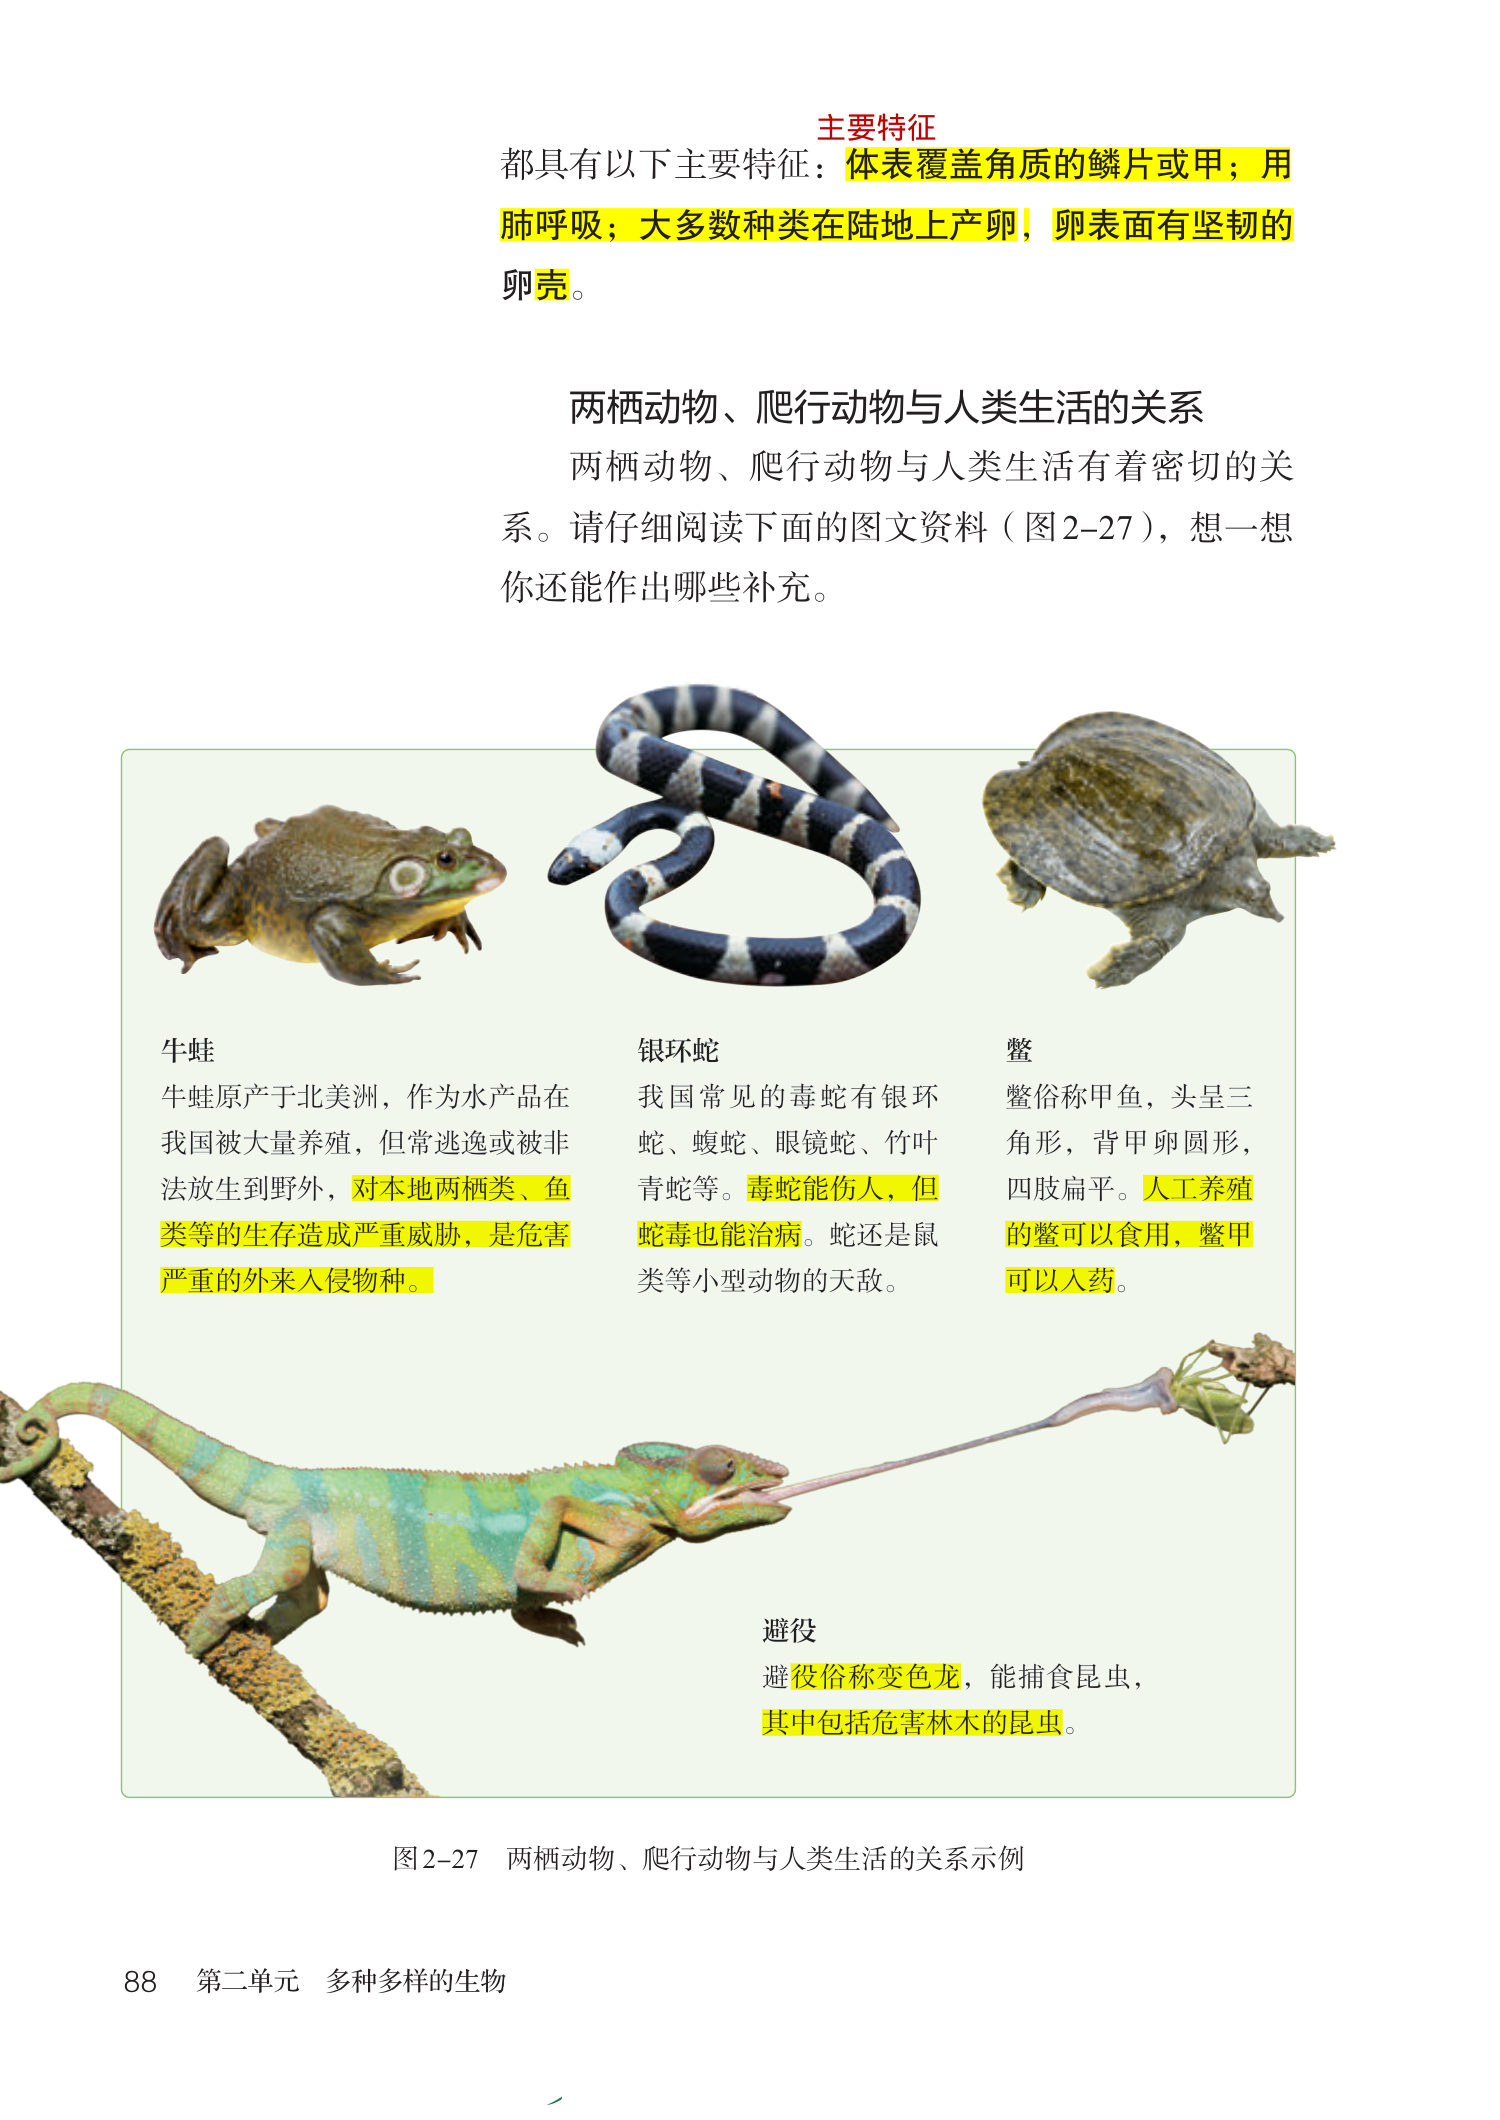 主要特征
都具有以下主要特征：体表覆盖角质的鳞片或甲；用
肺呼吸；大多数种类在陆地上产卵，卵表面有坚韧的
卵壳。
两栖动物、爬行动物与人类生活的关系
两栖动物、爬行动物与人类生活有着密切的关
系。请仔细阅读下面的图文资料（图2–27），想一想
你还能作出哪些补充。
牛蛙
牛蛙原产于北美洲，作为水产品在
我国被大量养殖，但常逃逸或被非
法放生到野外，对本地两栖类、鱼
类等的生存造成严重威胁，是危害
严重的外来入侵物种。
银环蛇
我国常见的毒蛇有银环
蛇、蝮蛇、眼镜蛇、竹叶
青蛇等。毒蛇能伤人，但
蛇毒也能治病。蛇还是鼠
类等小型动物的天敌。
鳖
鳖俗称甲鱼，头呈三
角形，背甲卵圆形，
四肢扁平。人工养殖
的鳖可以食用，鳖甲
可以入药。
避役
避役俗称变色龙，能捕食昆虫，
其中包括危害林木的昆虫。
图2–27 两栖动物、爬行动物与人类生活的关系示例
88 第二单元 多种多样的生物